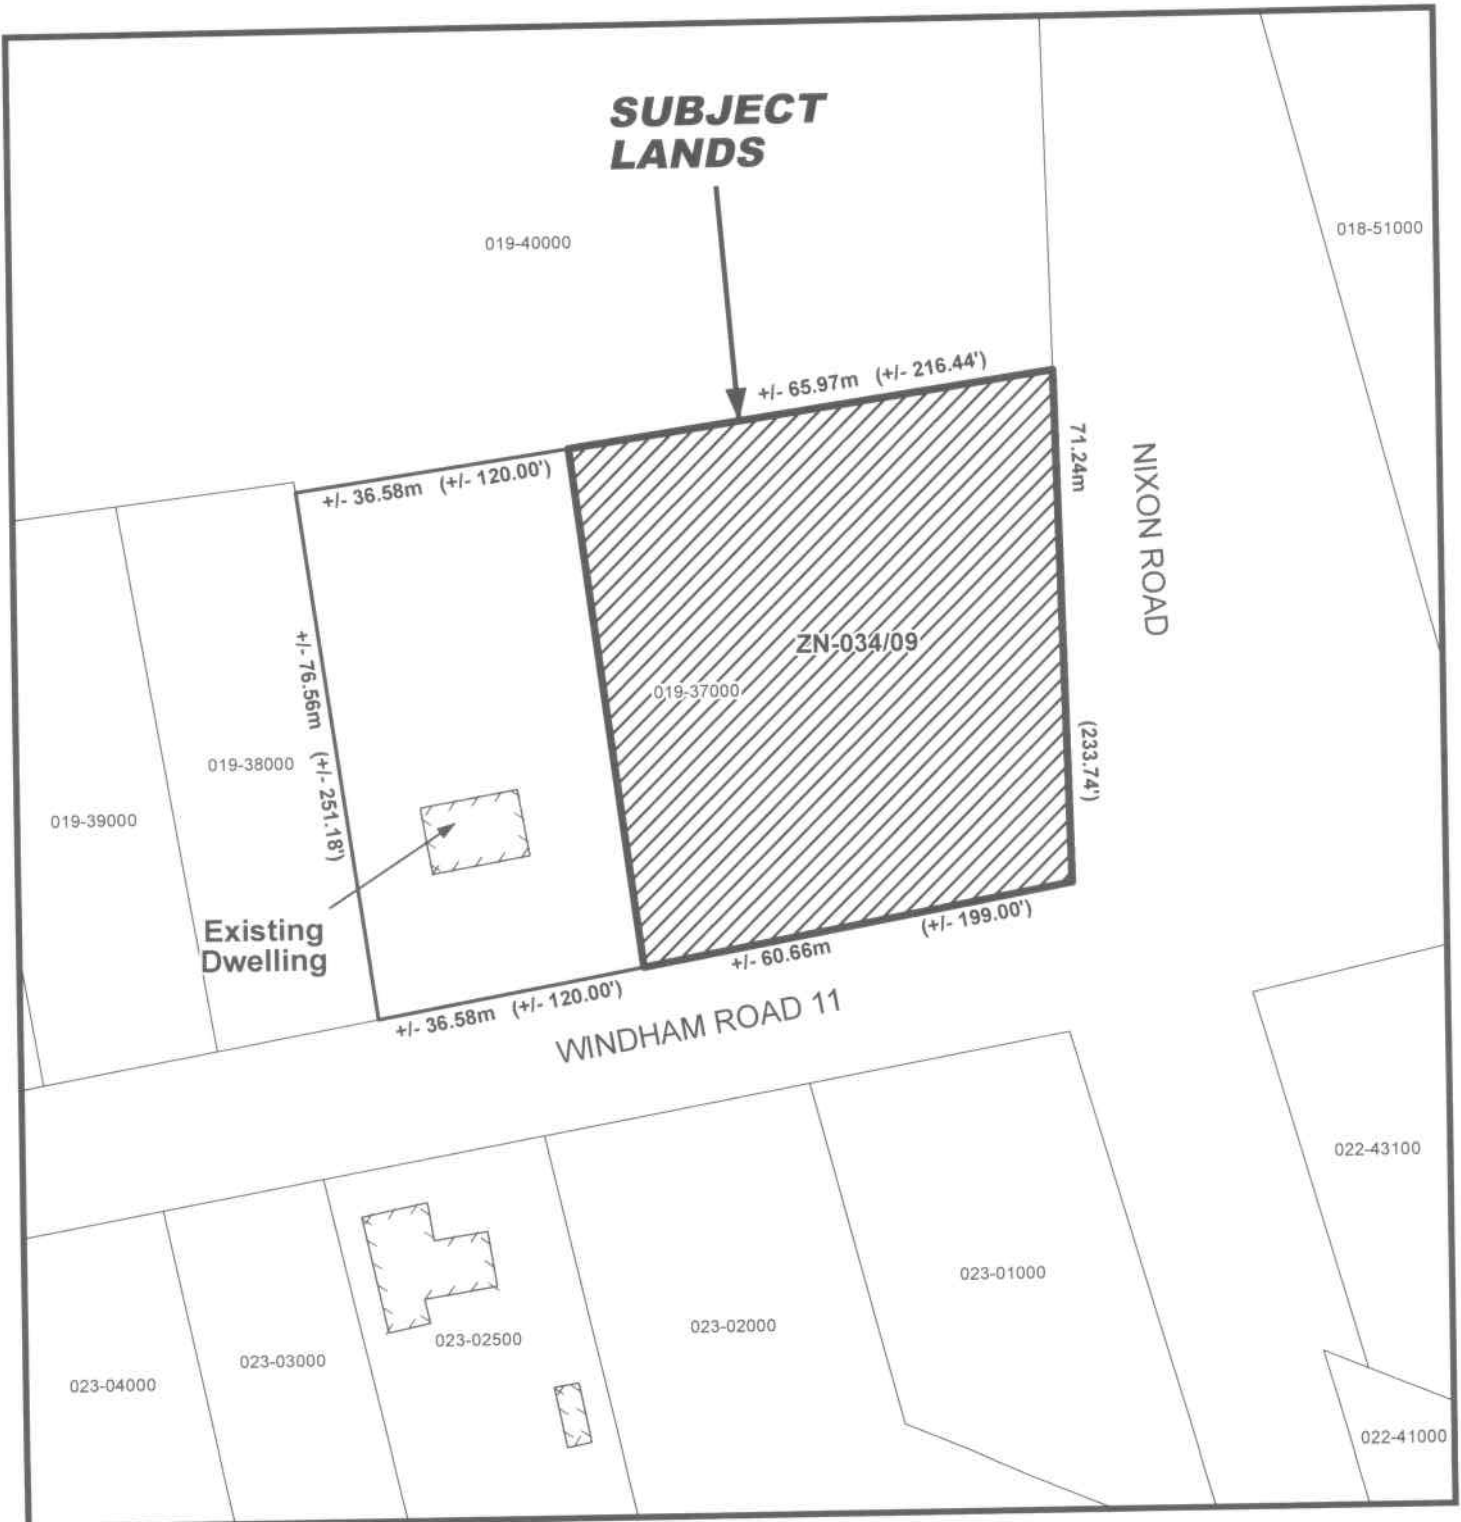 SUBJECT
LANDS
019-40000
018-51000
+/- 65.97m (+/- 216.44')
+/- 36.58m (+/- 120.00')
71.24m
(233.74')
NIXON ROAD
ZN-034/09
019-37000
+/- 76.56m (+/- 251.18')
019-38000
019-39000
Existing
Dwelling
+/- 60.66m (+/- 199.00')
+/- 36.58m (+/- 120.00')
WINDHAM ROAD 11
022-43100
023-01000
023-02000
023-02500
023-03000
023-04000
022-41000